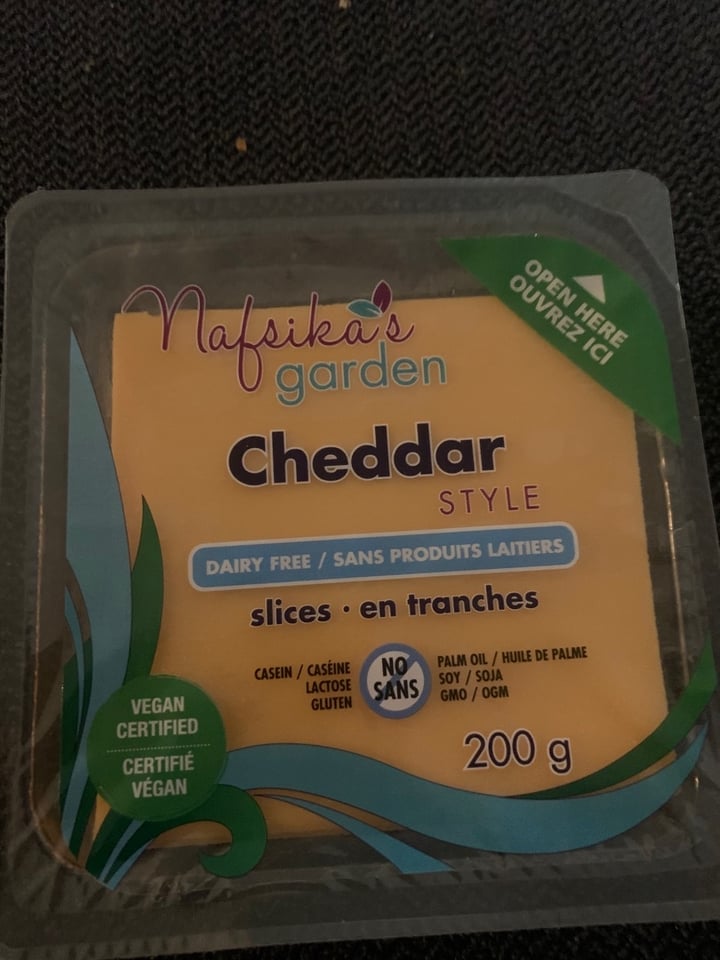 OPEN HERE
OUVREZ ICI
Nafsika's
garden
Cheddar
STYLE
DAIRY FREE / SANS PRODUITS LAITIERS
slices · en tranches
CASEIN / CASÉINE
LACTOSE
GLUTEN
NO
SANS
PALM OIL / HUILE DE PALME
SOY / SOJA
GMO / OGM
200 g
VEGAN
CERTIFIED
CERTIFIÉ
VÉGAN